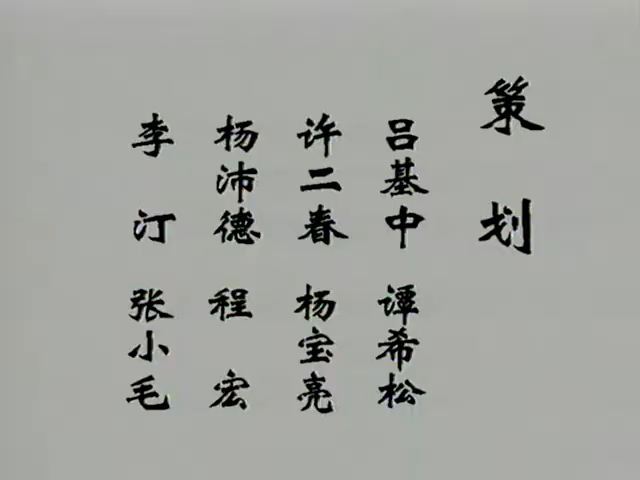 策划
吕基中 谭希松
许二春 杨宝亮
杨沛德 程宏
李汀 张小毛